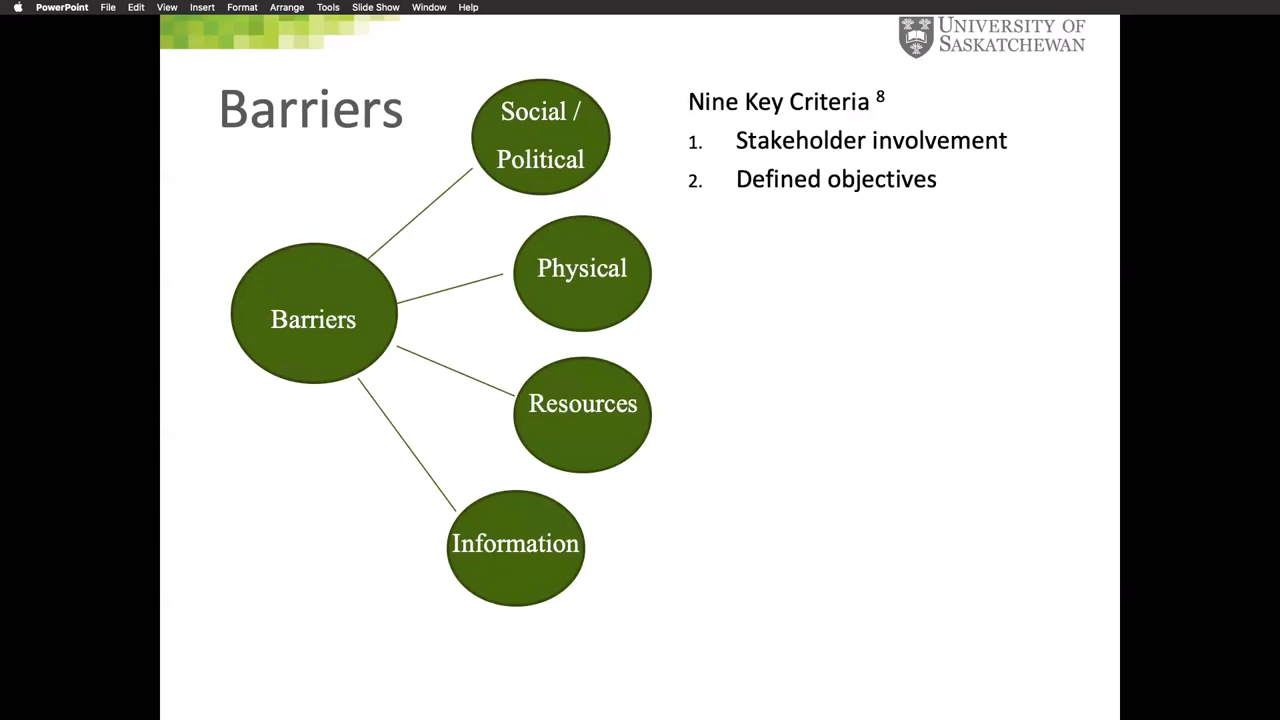 PowerPoint File Edit View Insert Format Arrange Tools Slide Show Window Help
UNIVERSITY OF
SASKATCHEWAN
Barriers
Social /
Political
Physical
Barriers
Resources
Information
Nine Key Criteria 8
1. Stakeholder involvement
2. Defined objectives